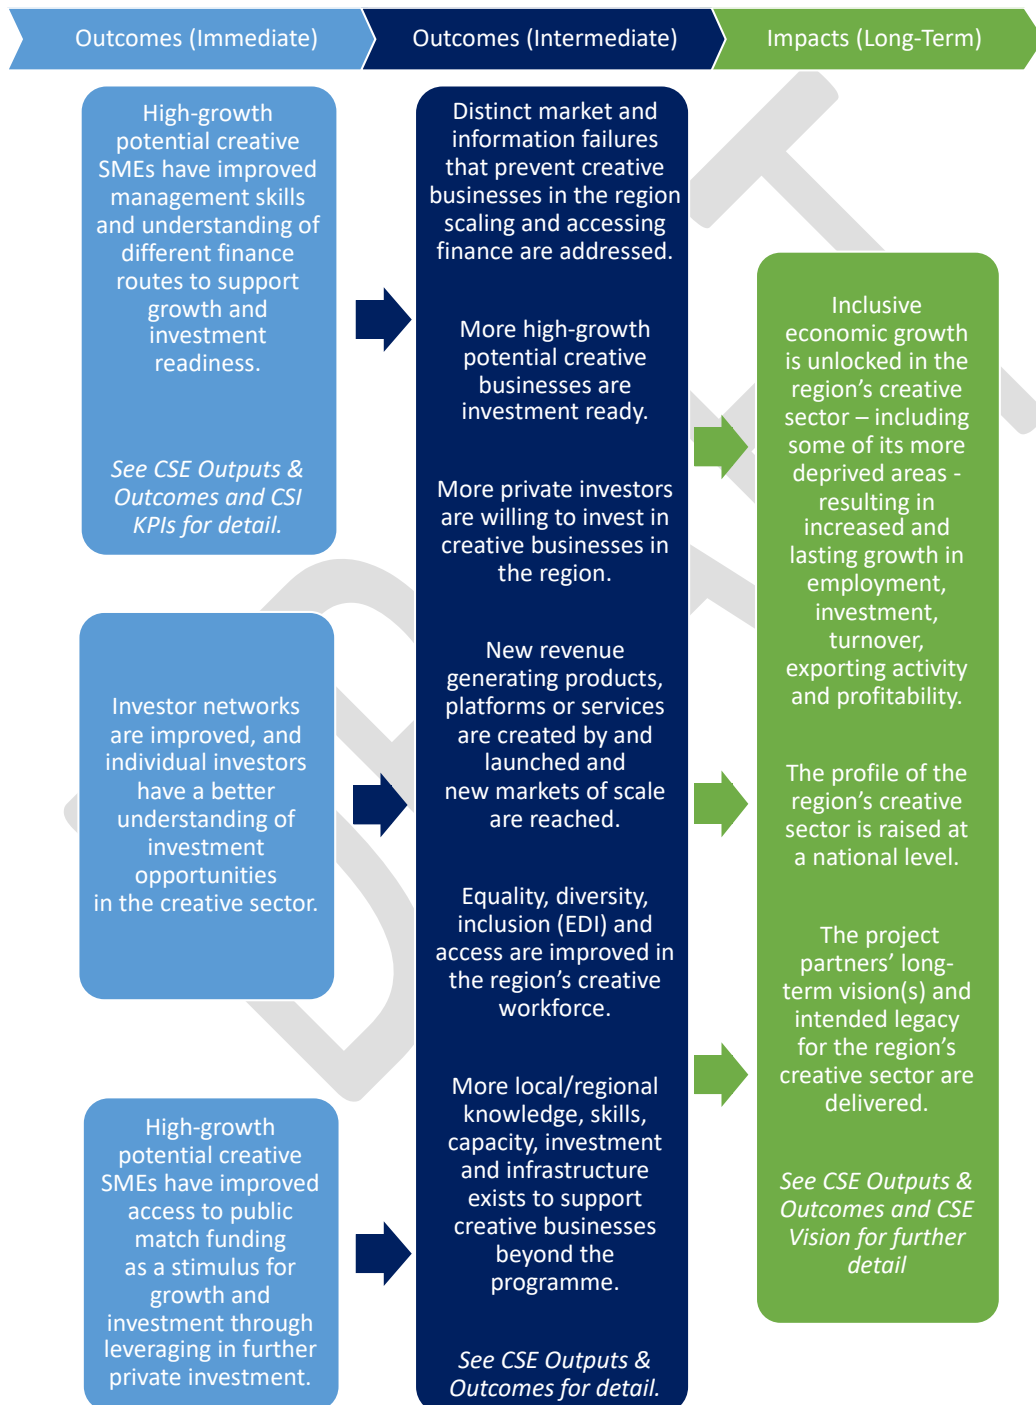 Outcomes (Immediate)
Outcomes (Intermediate)
Impacts (Long-Term)
High-growth
potential creative
SMEs have improved
management skills
and understanding of
different finance
routes to support
growth and
investment
readiness.
See CSE Outputs &
Outcomes and CSI
KPIs for detail.
Investor networks
are improved, and
individual investors
have a better
understanding of
investment
opportunities
in the creative sector.
High-growth
potential creative
SMEs have improved
access to public
match funding
as a stimulus for
growth and
investment through
leveraging in further
private investment.
Distinct market and
information failures
that prevent creative
businesses in the region
scaling and accessing
finance are addressed.
More high-growth
potential creative
businesses are
investment ready.
More private investors
are willing to invest in
creative businesses in
the region.
New revenue
generating products,
platforms or services
are created by and
launched and
new markets of scale
are reached.
Equality, diversity,
inclusion (EDI) and
access are improved in
the region’s creative
workforce.
More local/regional
knowledge, skills,
capacity, investment
and infrastructure
exists to support
creative businesses
beyond the
programme.
See CSE Outputs &
Outcomes for detail.
Inclusive
economic growth
is unlocked in the
region’s creative
sector – including
some of its more
deprived areas -
resulting in
increased and
lasting growth in
employment,
investment,
turnover,
exporting activity
and profitability.
The profile of the
region’s creative
sector is raised at
a national level.
The project
partners’ long-
term vision(s) and
intended legacy
for the region’s
creative sector are
delivered.
See CSE Outputs &
Outcomes and CSE
Vision for further
detail
DRAFT